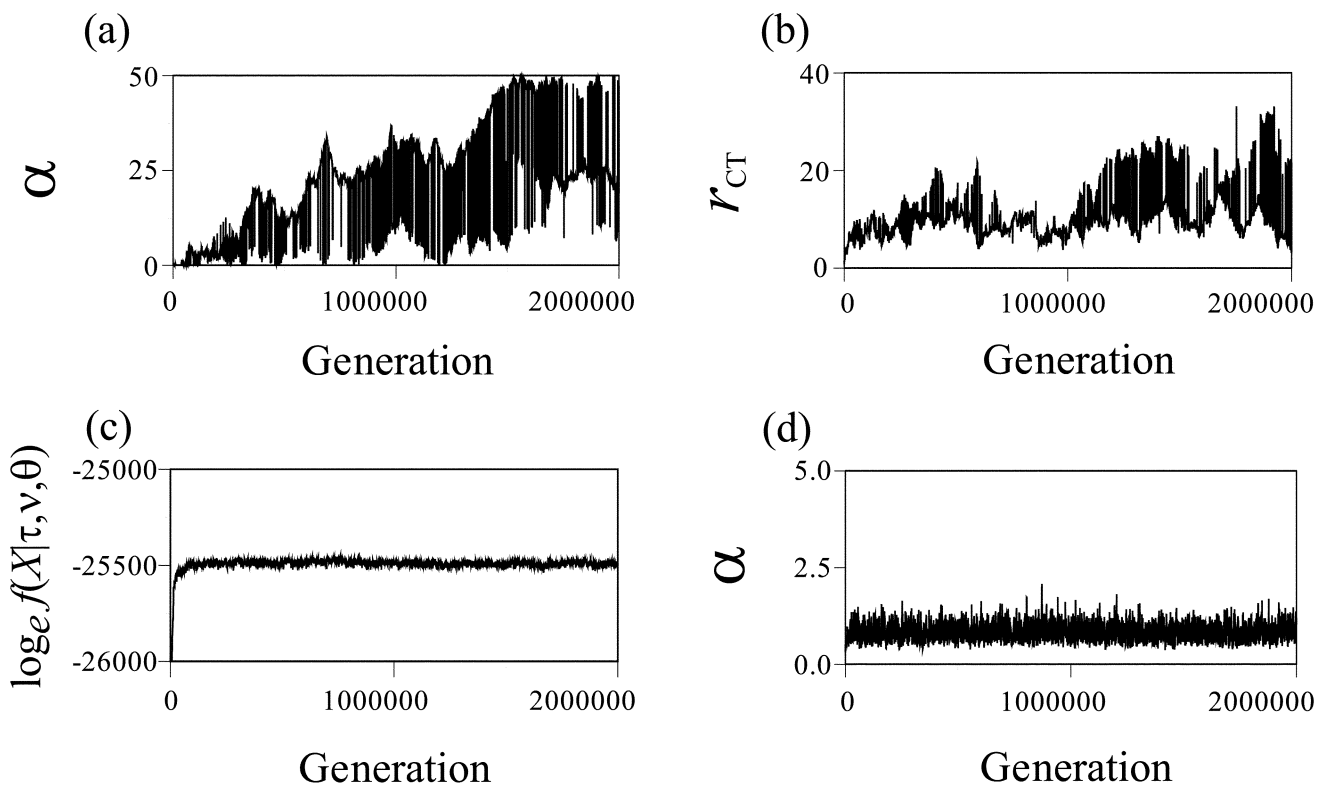 (a)
50
25
0
α
0 1000000 2000000
Generation
(b)
40
20
0
rCT
0 1000000 2000000
Generation
(c)
-25000
-25500
-26000
loge f(X|τ,ν,θ)
0 1000000 2000000
Generation
(d)
5.0
2.5
0.0
α
0 1000000 2000000
Generation